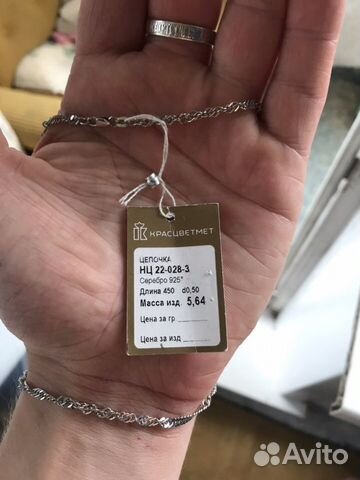 КРАСЦВЕТМЕТ
ЦЕПОЧКА
НЦ 22-028-3
Серебро 925°
Длина 450 d0,50
Масса изд. 5,64
Цена за гр.
Цена за изд.
Avito